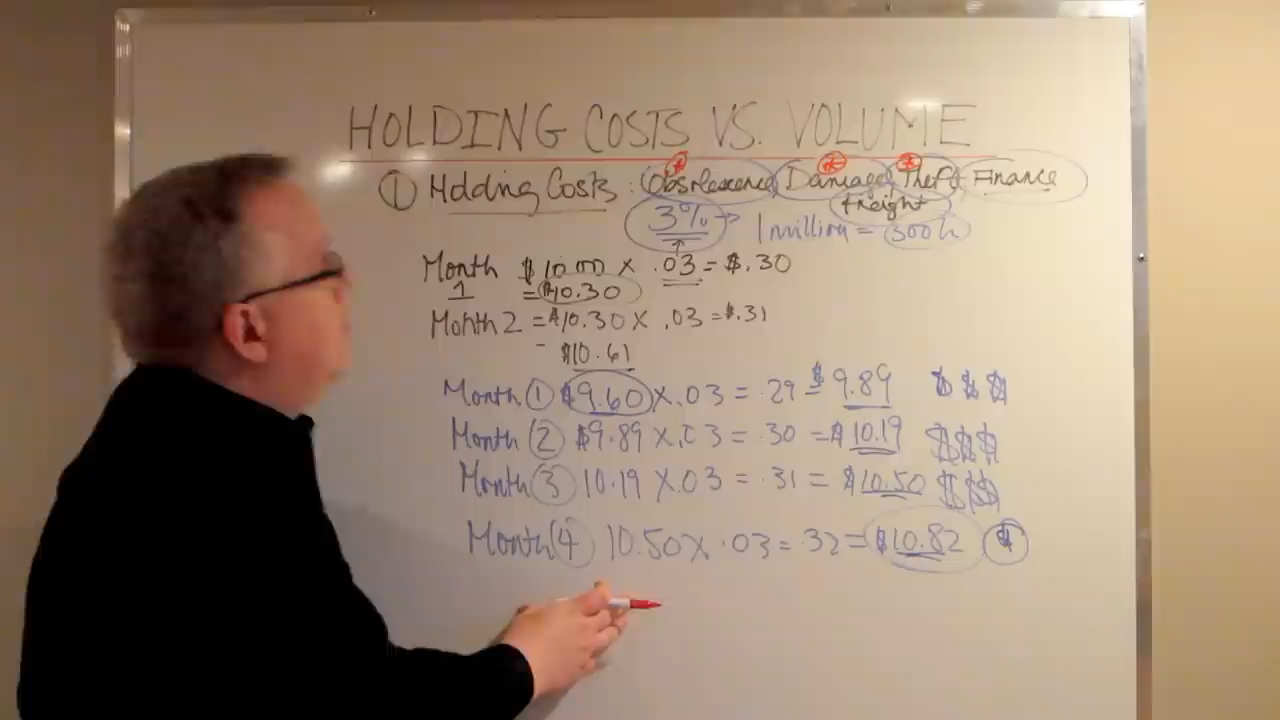 HOLDING COSTS VS. VOLUME
① Holding Costs: Obsolescence Damaged Theft Finance
freight
3% → 1 million = 300k
Month $10.00 × .03 = $.30
1 = $10.30
Month 2 = $10.30 × .03 = $.31
- $10.61
Month ① $9.60 × .03 = .29 = $9.89 $ $ $
Month ② $9.89 × .03 = .30 = $10.19 $$$
Month ③ 10.19 × .03 = .31 = $10.50 $$$
Month ④ 10.50 × .03 = .32 = $10.82 $